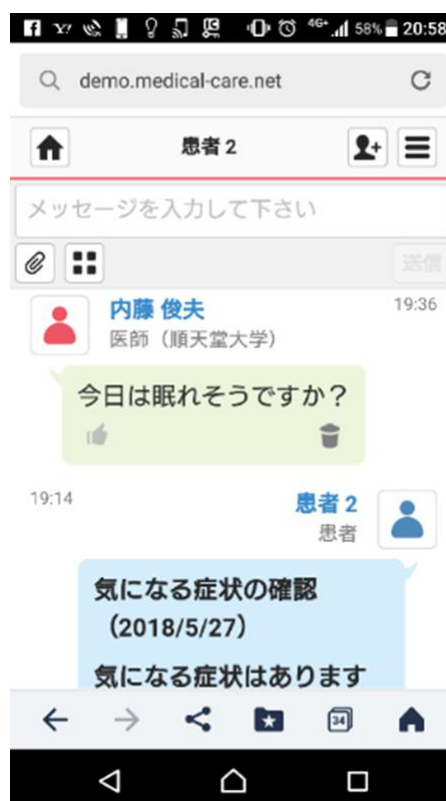 4G+ 58% 20:58
demo.medical-care.net
患者 2
メッセージを入力して下さい
送信
内藤 俊夫
19:36
医師（順天堂大学）
今日は眠れそうですか？
19:14
患者 2
患者
気になる症状の確認
（2018/5/27）
気になる症状はあります
34